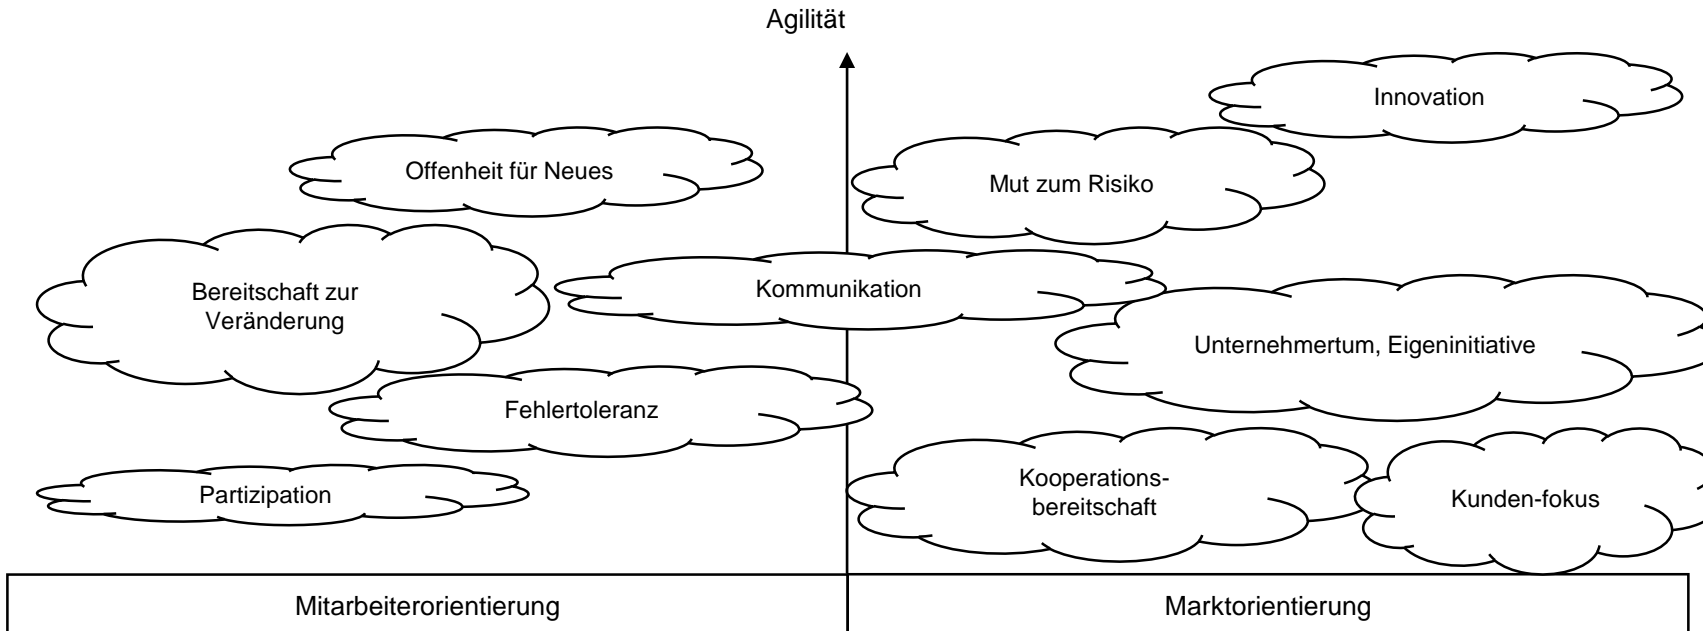 Agilität
Innovation
Offenheit für Neues
Mut zum Risiko
Bereitschaft zur
Veränderung
Kommunikation
Unternehmertum, Eigeninitiative
Fehlertoleranz
Partizipation
Kooperations-
bereitschaft
Kunden-fokus
Mitarbeiterorientierung
Marktorientierung